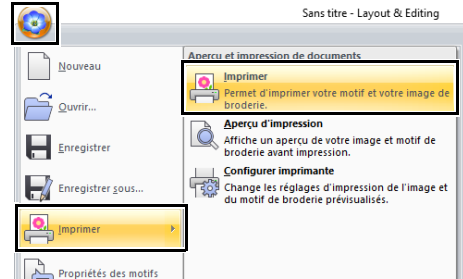 Sans titre - Layout & Editing
Aperçu et impression de documents
Nouveau
Ouvrir...
Enregistrer
Enregistrer sous...
Imprimer
Propriétés des motifs
Imprimer
Permet d'imprimer votre motif et votre image de
broderie.
Aperçu d'impression
Affiche un aperçu de votre image et motif de
broderie avant impression.
Configurer imprimante
Change les réglages d'impression de l'image et
du motif de broderie prévisualisés.